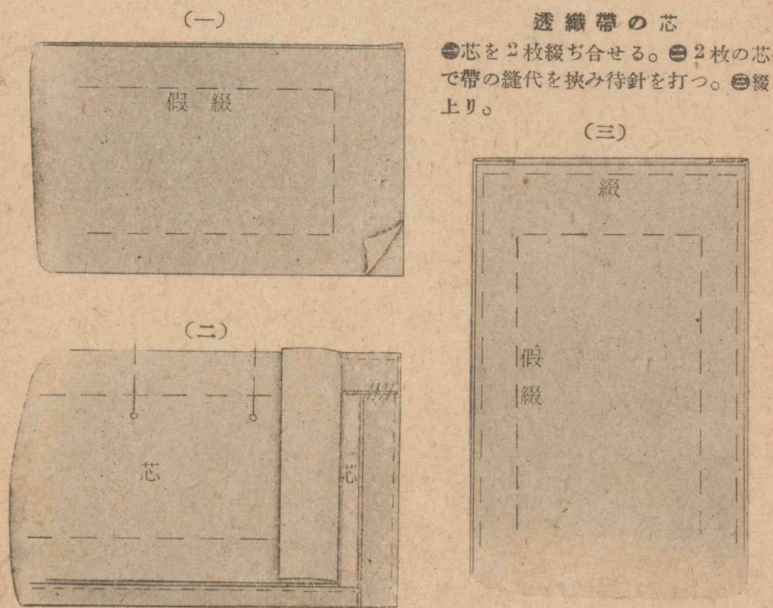 透織帶の芯
㊀芯を2枚綴ぢ合せる。㊁2枚の芯
で帶の縫代を挾み待針を打つ。㊂綴
上り。
(一)
假綴
(二)
芯
芯
(三)
綴
假綴